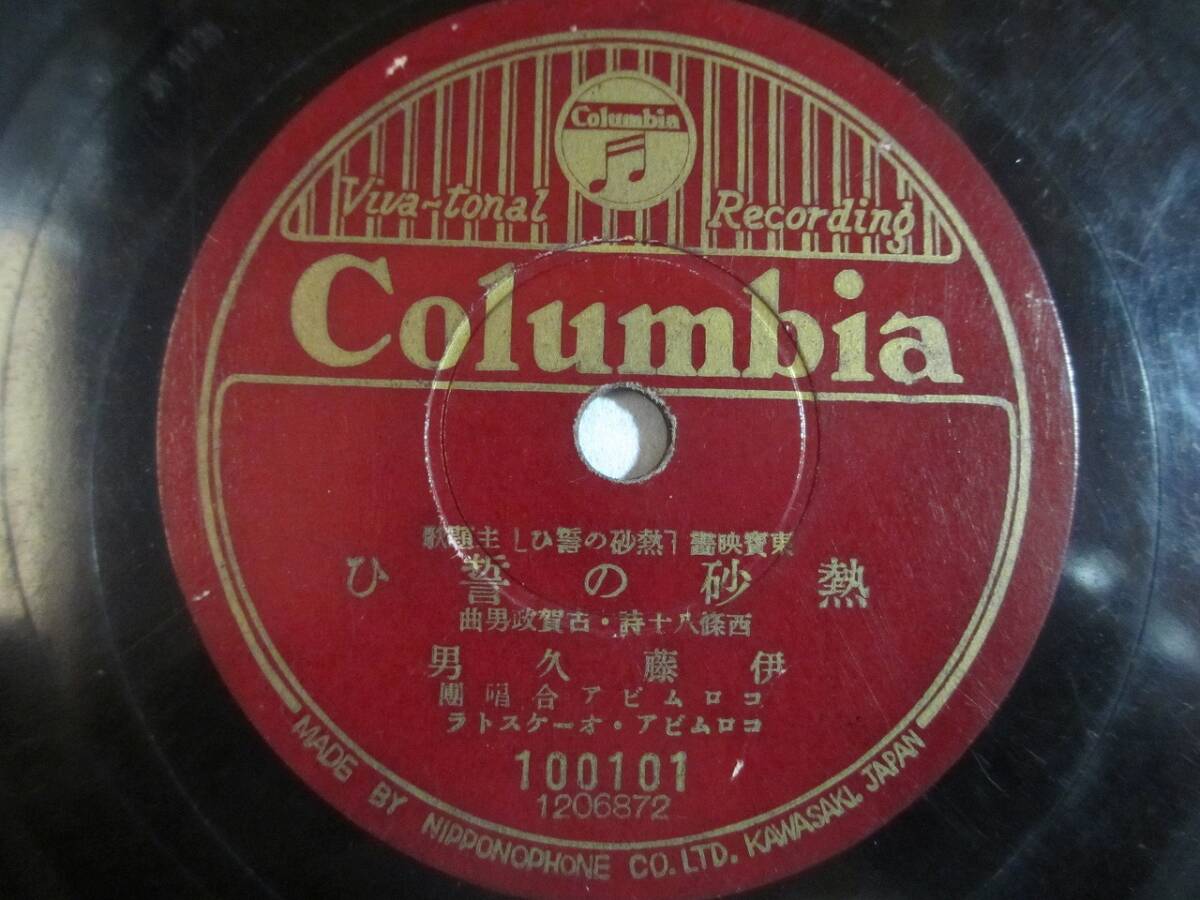 Columbia
Viva-tonal Recording
Columbia
東寶映畫「熱砂の誓ひ」主題歌
熱砂の誓ひ
西條八十詩・古賀政男曲
伊藤久男
コロムビア合唱團
コロムビア・オーケストラ
100101
1206872
MADE BY NIPPONOPHONE CO. LTD. KAWASAKI, JAPAN